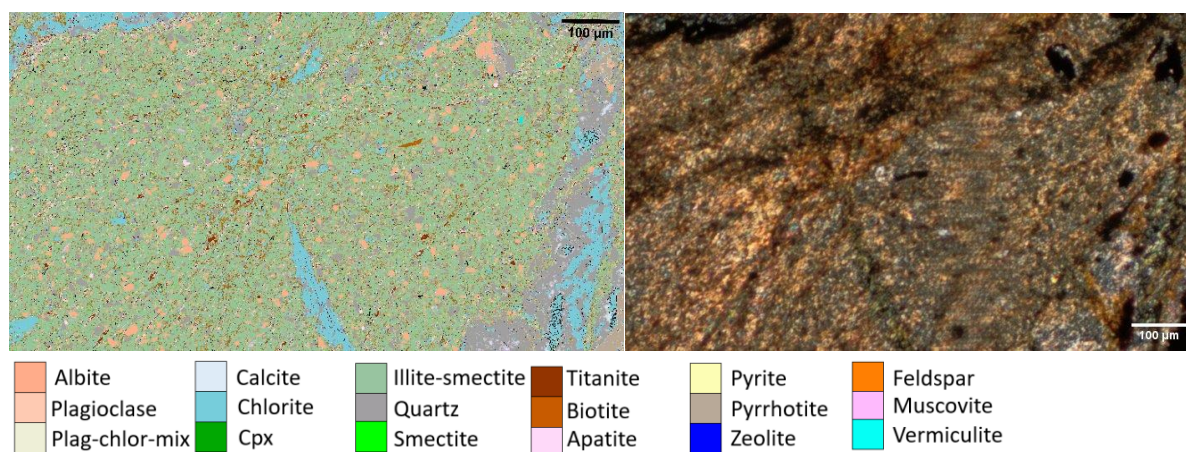 100 µm
100 µm
Albite Calcite Illite-smectite Titanite Pyrite Feldspar
Plagioclase Chlorite Quartz Biotite Pyrrhotite Muscovite
Plag-chlor-mix Cpx Smectite Apatite Zeolite Vermiculite